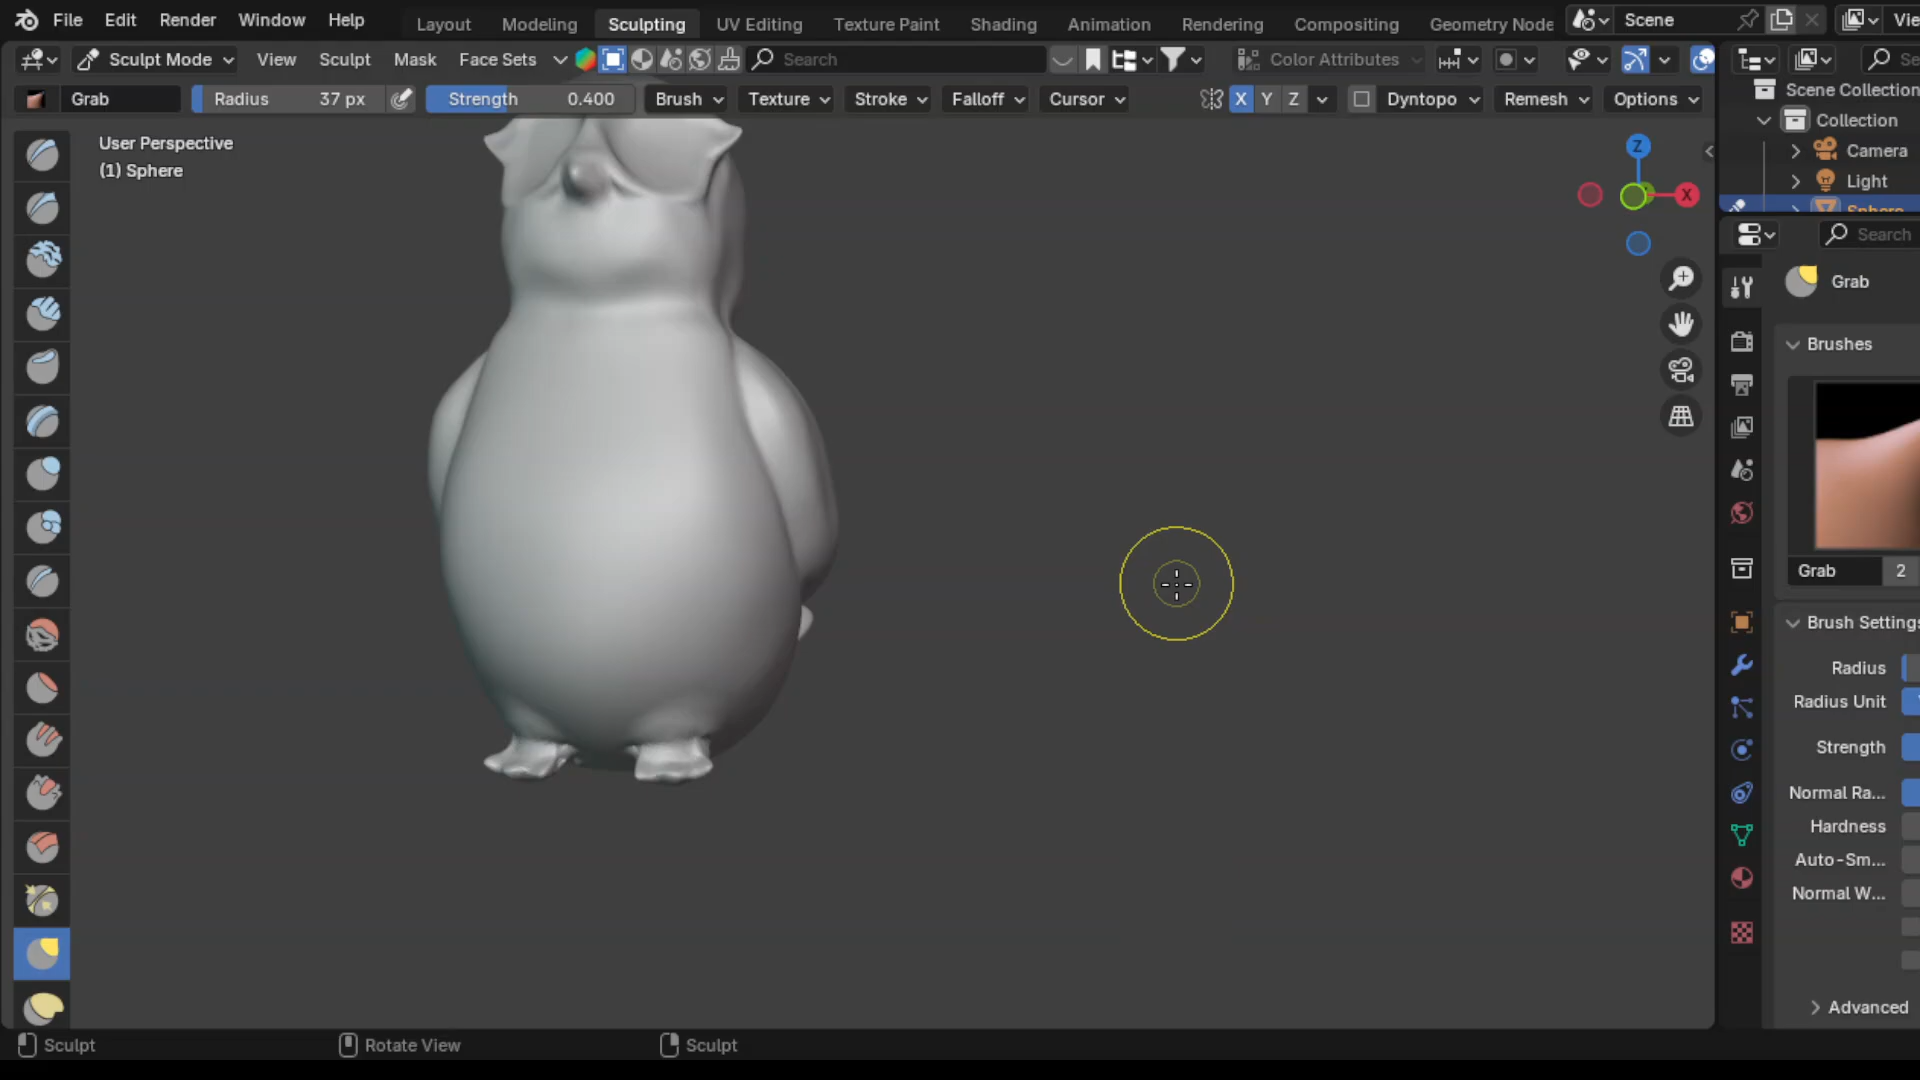 File Edit Render Window Help Layout Modeling Sculpting UV Editing Texture Paint Shading Animation Rendering Compositing Geometry Node Scene
Sculpt Mode View Sculpt Mask Face Sets Search Color Attributes
Grab Radius 37 px Strength 0.400 Brush Texture Stroke Falloff Cursor X Y Z Dyntopo Remesh Options
User Perspective
(1) Sphere
Z
X
Scene Collection
Collection
Camera
Light
Sphere
Search
Grab
Brushes
Grab 2
Brush Settings
Radius
Radius Unit
Strength
Normal Ra...
Hardness
Auto-Sm...
Normal W...
Advanced
Sculpt Rotate View Sculpt